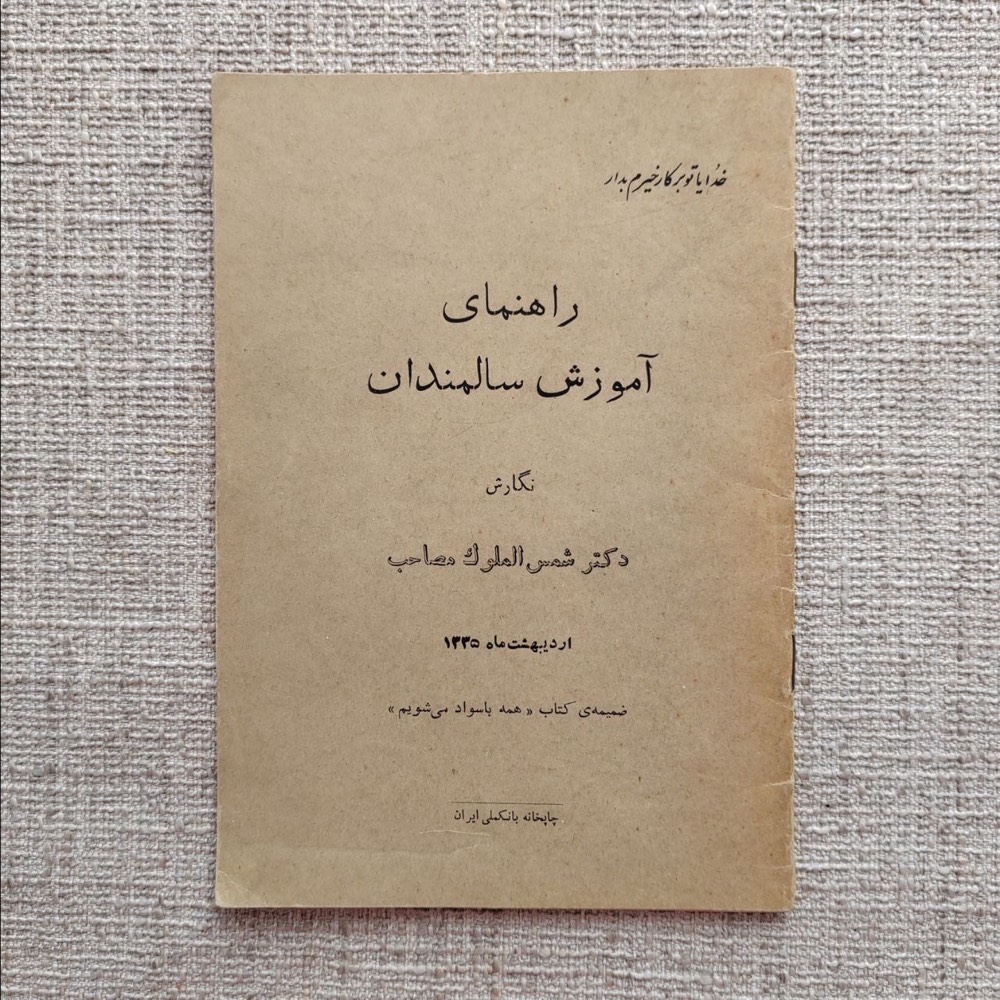 خدایا تو بر کار خیرم بدار
راهنمای
آموزش سالمندان
نگارش
دکتر شمس‌الملوك مصاحب
اردیبهشت ماه ۱۳۳۵
ضمیمه‌ی کتاب « همه باسواد می‌شویم »
چاپخانه بانک‌ملی ایران